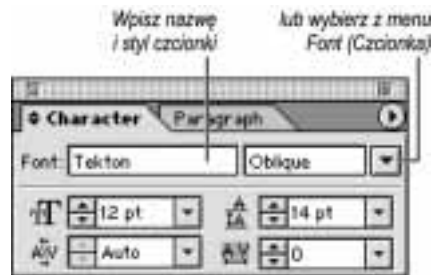 Wpisz nazwę
i styl czcionki
lub wybierz z menu
Font (Czcionka)
Character Paragraph
Font: Tekton Oblique
12 pt 14 pt
Auto 0